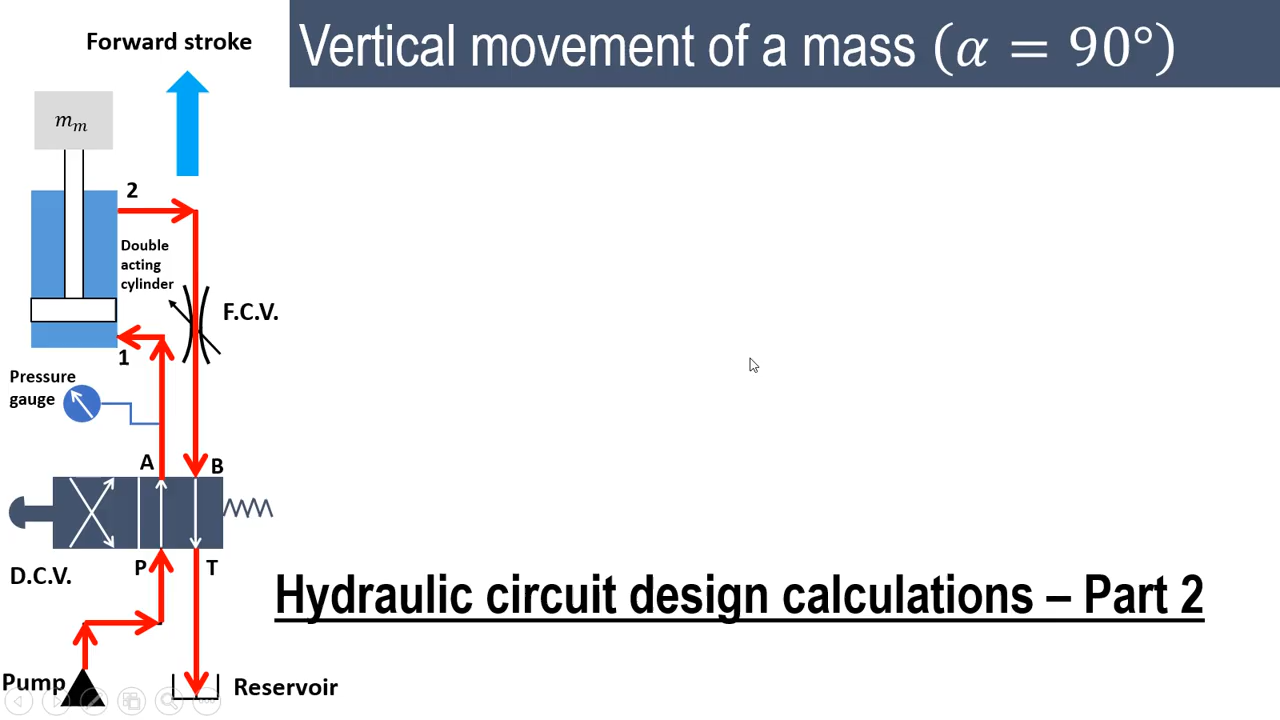 Forward stroke
Vertical movement of a mass (𝛼 = 90°)
𝑚ₘ
2
Double
acting
cylinder
F.C.V.
1
Pressure
gauge
A
B
D.C.V.
P
T
Hydraulic circuit design calculations – Part 2
Pump
Reservoir